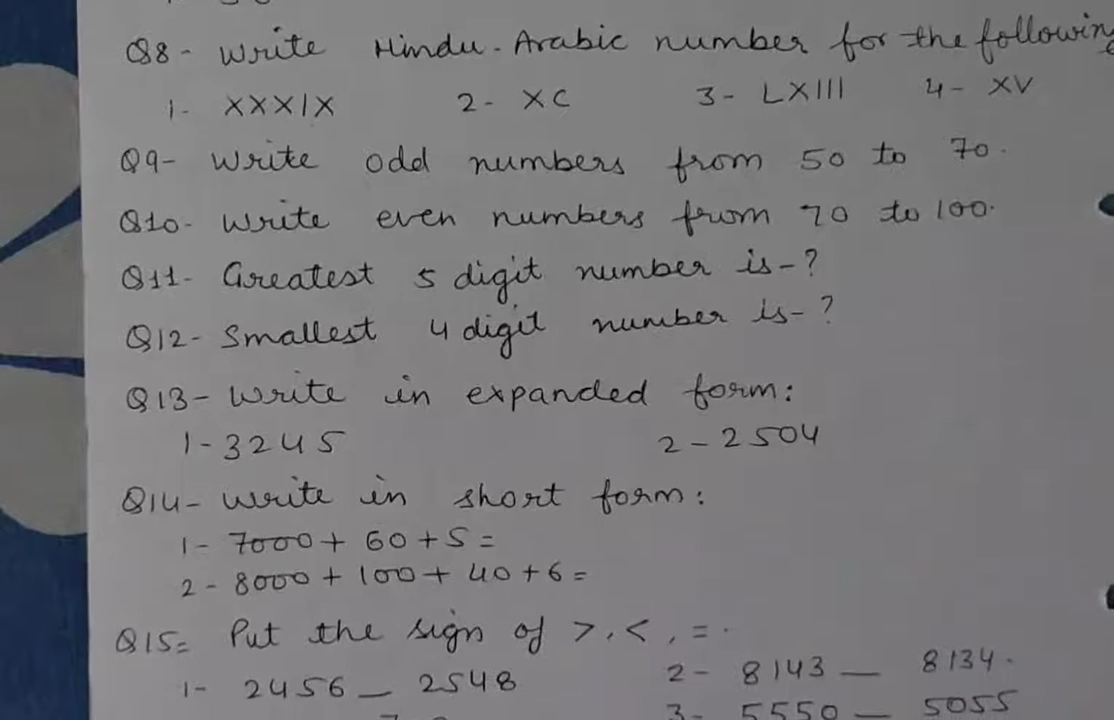 Q8- Write Hindu-Arabic number for the following
1- XXXIX 2- XC 3- LXIII 4- XV
Q9- Write odd numbers from 50 to 70.
Q10- Write even numbers from 70 to 100.
Q11- Greatest 5 digit number is-?
Q12- Smallest 4 digit number is-?
Q13- Write in expanded form:
1- 3245 2- 2504
Q14- Write in short form:
1- 7000 + 60 + 5 =
2- 8000 + 100 + 40 + 6 =
Q15= Put the sign of >, <, =.
1- 2456 _ 2548 2- 8143 _ 8134.
3- 5550 _ 5055